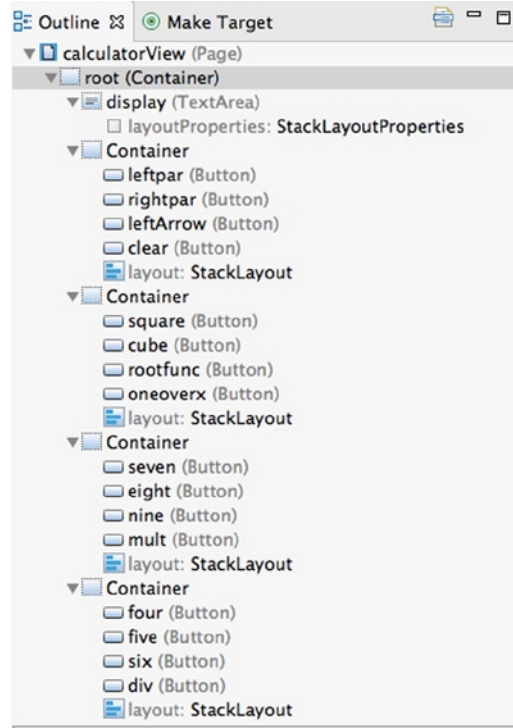 Outline Make Target
calculatorView (Page)
root (Container)
display (TextArea)
layoutProperties: StackLayoutProperties
Container
leftpar (Button)
rightpar (Button)
leftArrow (Button)
clear (Button)
layout: StackLayout
Container
square (Button)
cube (Button)
rootfunc (Button)
oneoverx (Button)
layout: StackLayout
Container
seven (Button)
eight (Button)
nine (Button)
mult (Button)
layout: StackLayout
Container
four (Button)
five (Button)
six (Button)
div (Button)
layout: StackLayout